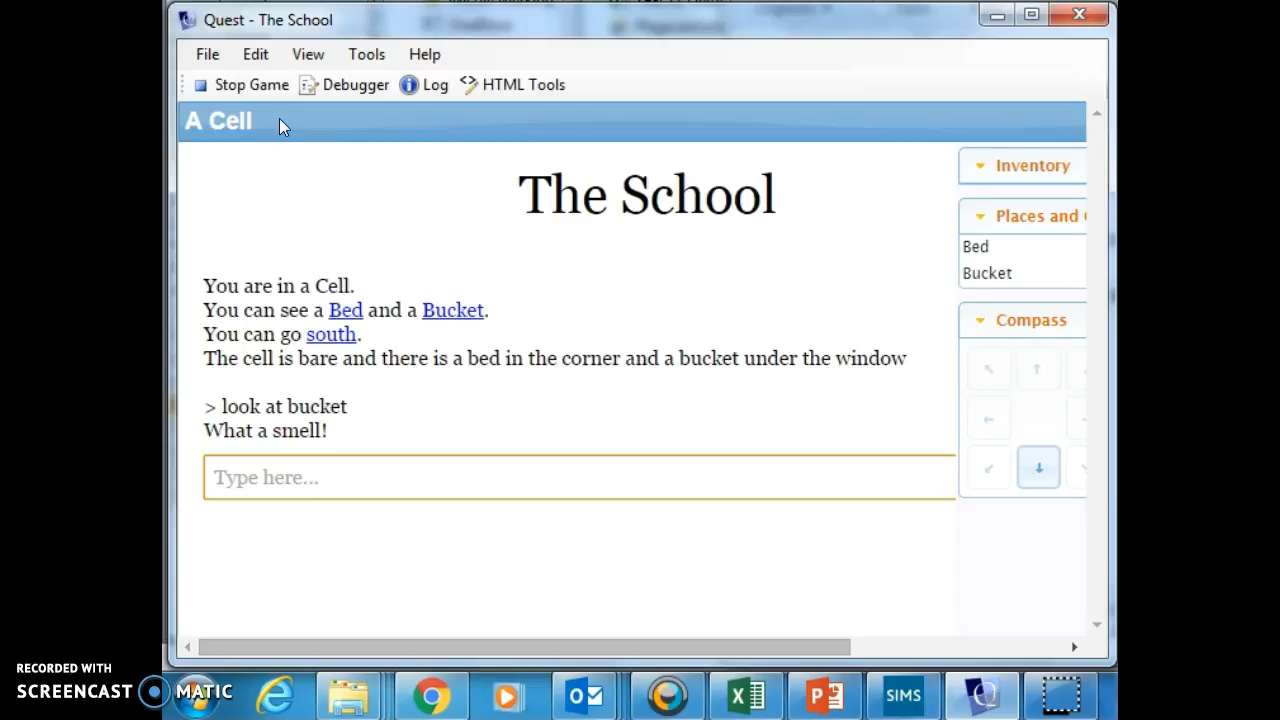 Quest - The School
File Edit View Tools Help
Stop Game Debugger Log HTML Tools
A Cell
The School
Inventory
Places and
Bed
Bucket
Compass
You are in a Cell.
You can see a Bed and a Bucket.
You can go south.
The cell is bare and there is a bed in the corner and a bucket under the window
> look at bucket
What a smell!
Type here...
RECORDED WITH
SCREENCAST MATIC
SIMS